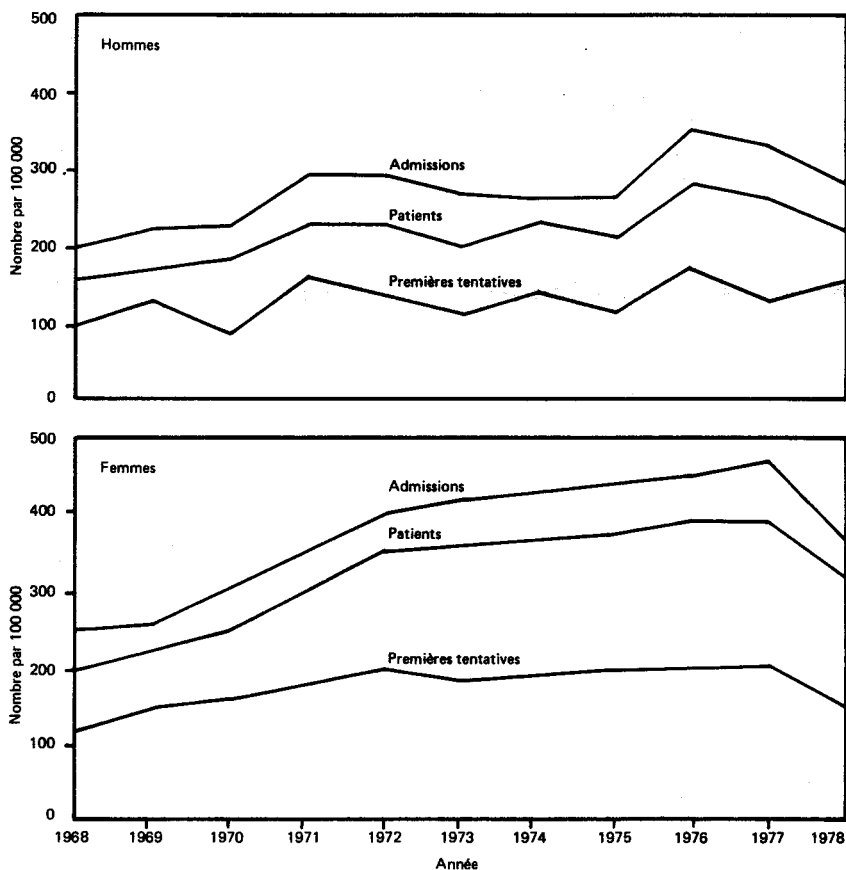 500
Hommes
400
Admissions
300
Patients
200
Premières tentatives
100
0
Nombre par 100 000
500
Femmes
Admissions
400
Patients
300
200
Premières tentatives
100
0
Nombre par 100 000
1968 1969 1970 1971 1972 1973 1974 1975 1976 1977 1978
Année